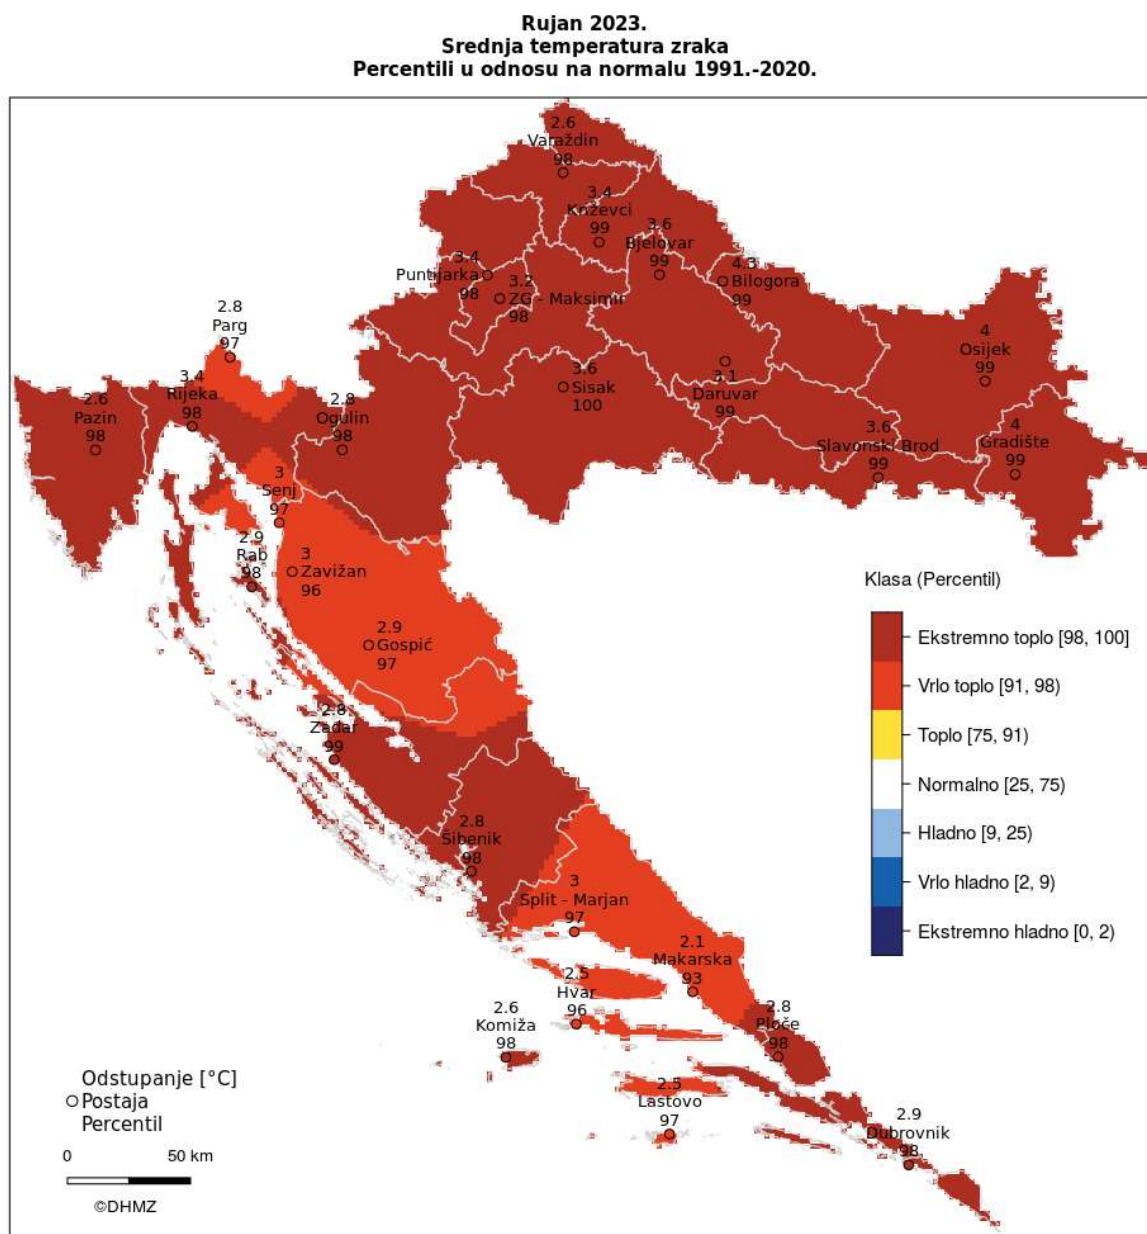 Rujan 2023.
Srednja temperatura zraka
Percentili u odnosu na normalu 1991.-2020.
2.6
Varaždin
98
3.4
Križevci
99
3.6
Bjelovar
99
3.4
Puntijarka
98
3.2
ZG - Maksimir
98
4.3
Bilogora
99
2.8
Parg
97
4
Osijek
99
3.4
Rijeka
98
2.6
Pazin
98
2.8
Ogulin
98
3.6
Sisak
100
3.1
Daruvar
99
3.6
Slavonski Brod
99
4
Gradište
99
3
Senj
97
2.9
Rab
98
3
Zavižan
96
2.9
Gospić
97
2.8
Zadar
99
2.8
Šibenik
98
3
Split - Marjan
97
2.1
Makarska
93
2.5
Hvar
96
2.6
Komiža
98
2.8
Ploče
98
2.5
Lastovo
97
2.9
Dubrovnik
98
Klasa (Percentil)
Ekstremno toplo [98, 100]
Vrlo toplo [91, 98)
Toplo [75, 91)
Normalno [25, 75)
Hladno [9, 25)
Vrlo hladno [2, 9)
Ekstremno hladno [0, 2)
Odstupanje [°C]
Postaja
Percentil
0 50 km
©DHMZ